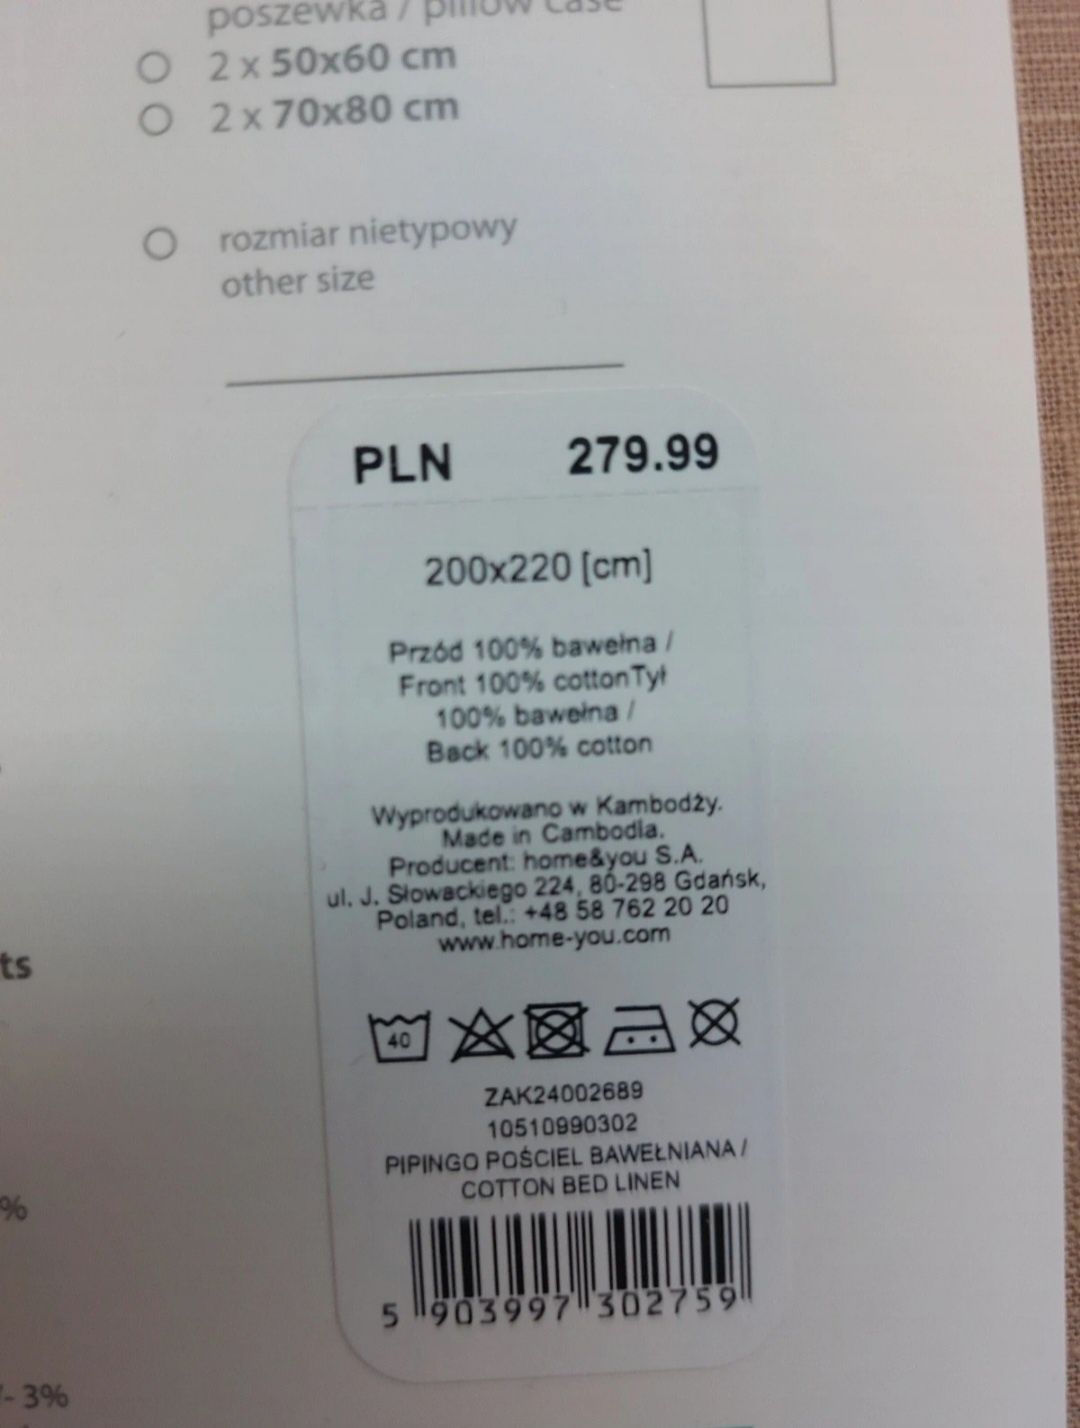 poszewka / pillow case
2 x 50x60 cm
2 x 70x80 cm
rozmiar nietypowy
other size
PLN 279.99
200x220 [cm]
Przód 100% bawełna /
Front 100% cottonTył
100% bawełna /
Back 100% cotton
Wyprodukowano w Kambodży.
Made in Cambodia.
Producent: home&you S.A.
ul. J. Słowackiego 224, 80-298 Gdańsk,
Poland, tel.: +48 58 762 20 20
www.home-you.com
ts
40
ZAK24002689
10510990302
PIPINGO POŚCIEL BAWEŁNIANA /
COTTON BED LINEN
%
5 903997 302759
- 3%